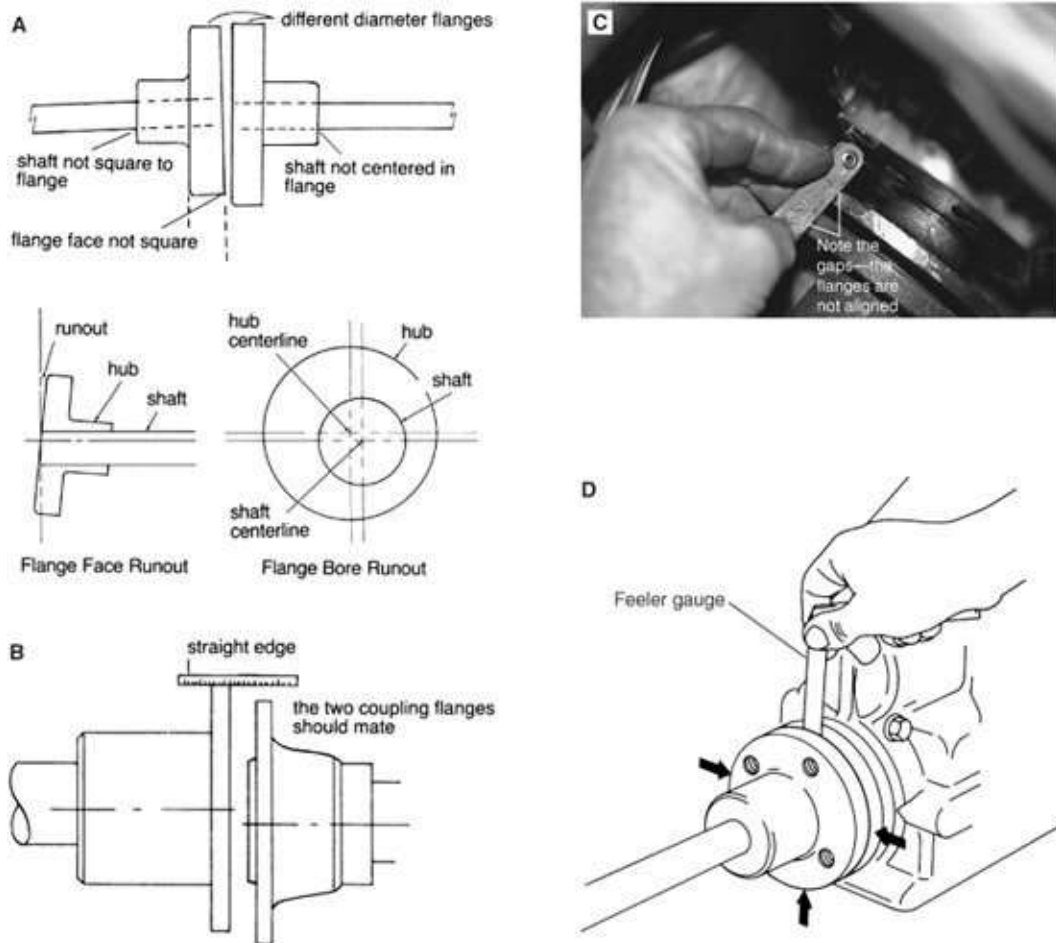 A
different diameter flanges
shaft not square to
flange
shaft not centered in
flange
flange face not square
runout
hub
shaft
Flange Face Runout
hub
centerline
hub
shaft
shaft
centerline
Flange Bore Runout
B
straight edge
the two coupling flanges
should mate
C
Note the
gaps—the
flanges are
not aligned
D
Feeler gauge